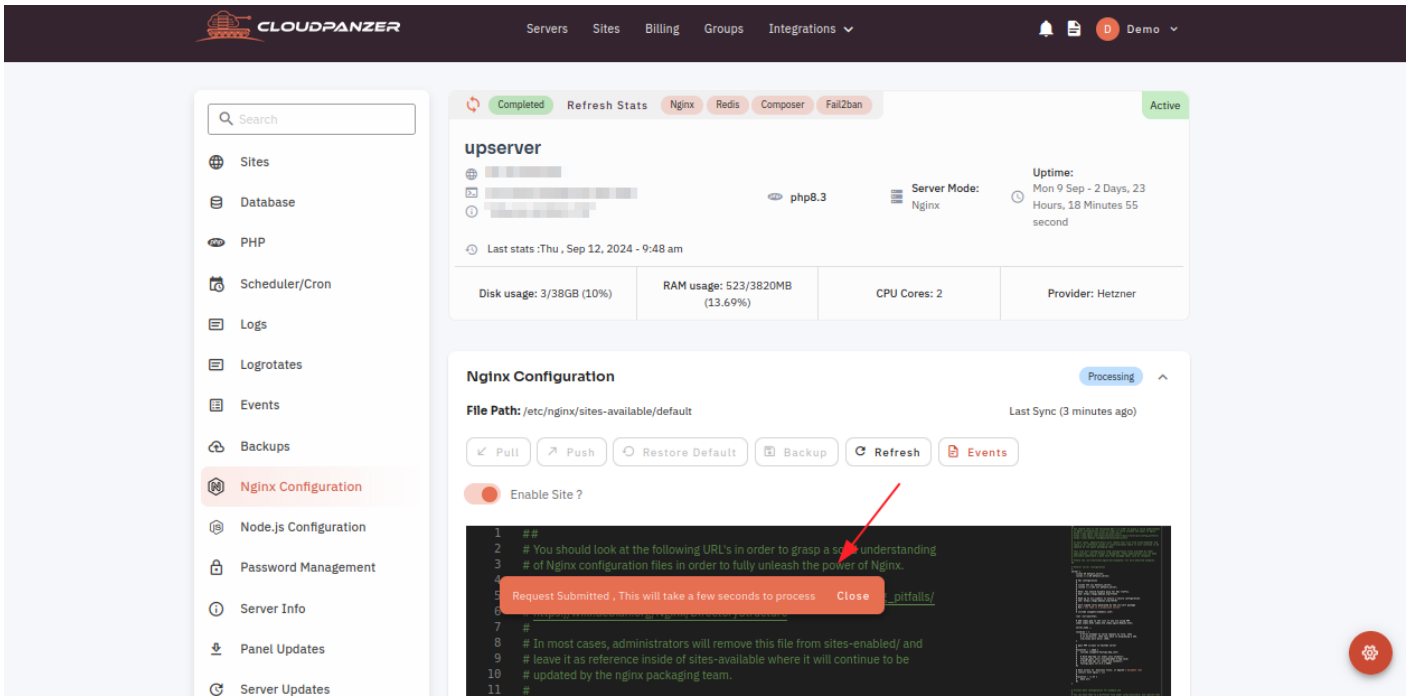 CLOUDPANZER
Servers Sites Billing Groups Integrations
D Demo
Search
Sites
Database
PHP
Scheduler/Cron
Logs
Logrotates
Events
Backups
Nginx Configuration
Node.js Configuration
Password Management
Server Info
Panel Updates
Server Updates
Completed Refresh Stats Nginx Redis Composer Fail2ban
Active
upserver
php8.3
Server Mode:
Nginx
Uptime:
Mon 9 Sep - 2 Days, 23
Hours, 18 Minutes 55
second
Last stats :Thu , Sep 12, 2024 - 9:48 am
Disk usage: 3/38GB (10%)
RAM usage: 523/3820MB
(13.69%)
CPU Cores: 2
Provider: Hetzner
Nginx Configuration
Processing
File Path: /etc/nginx/sites-available/default
Last Sync (3 minutes ago)
Pull Push Restore Default Backup Refresh Events
Enable Site ?
1 ##
2 # You should look at the following URL's in order to grasp a understanding
3 # of Nginx configuration files in order to fully unleash the power of Nginx.
4
5 _pitfalls/
Request Submitted , This will take a few seconds to process Close
6
7 #
8 # In most cases, administrators will remove this file from sites-enabled/ and
9 # leave it as reference inside of sites-available where it will continue to be
10 # updated by the nginx packaging team.
11 #